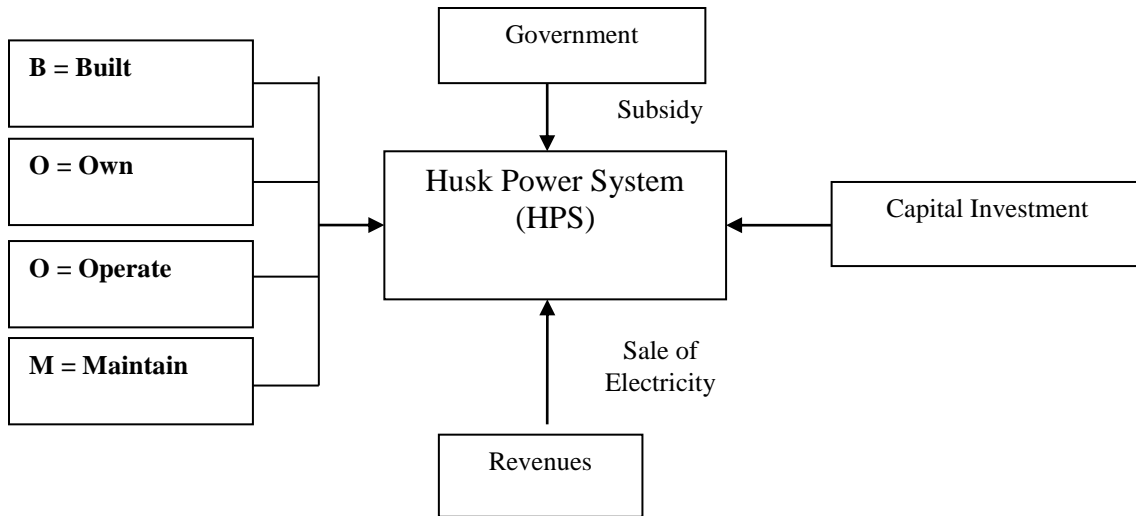 B = Built
O = Own
O = Operate
M = Maintain
Government
Subsidy
Husk Power System
(HPS)
Capital Investment
Sale of
Electricity
Revenues